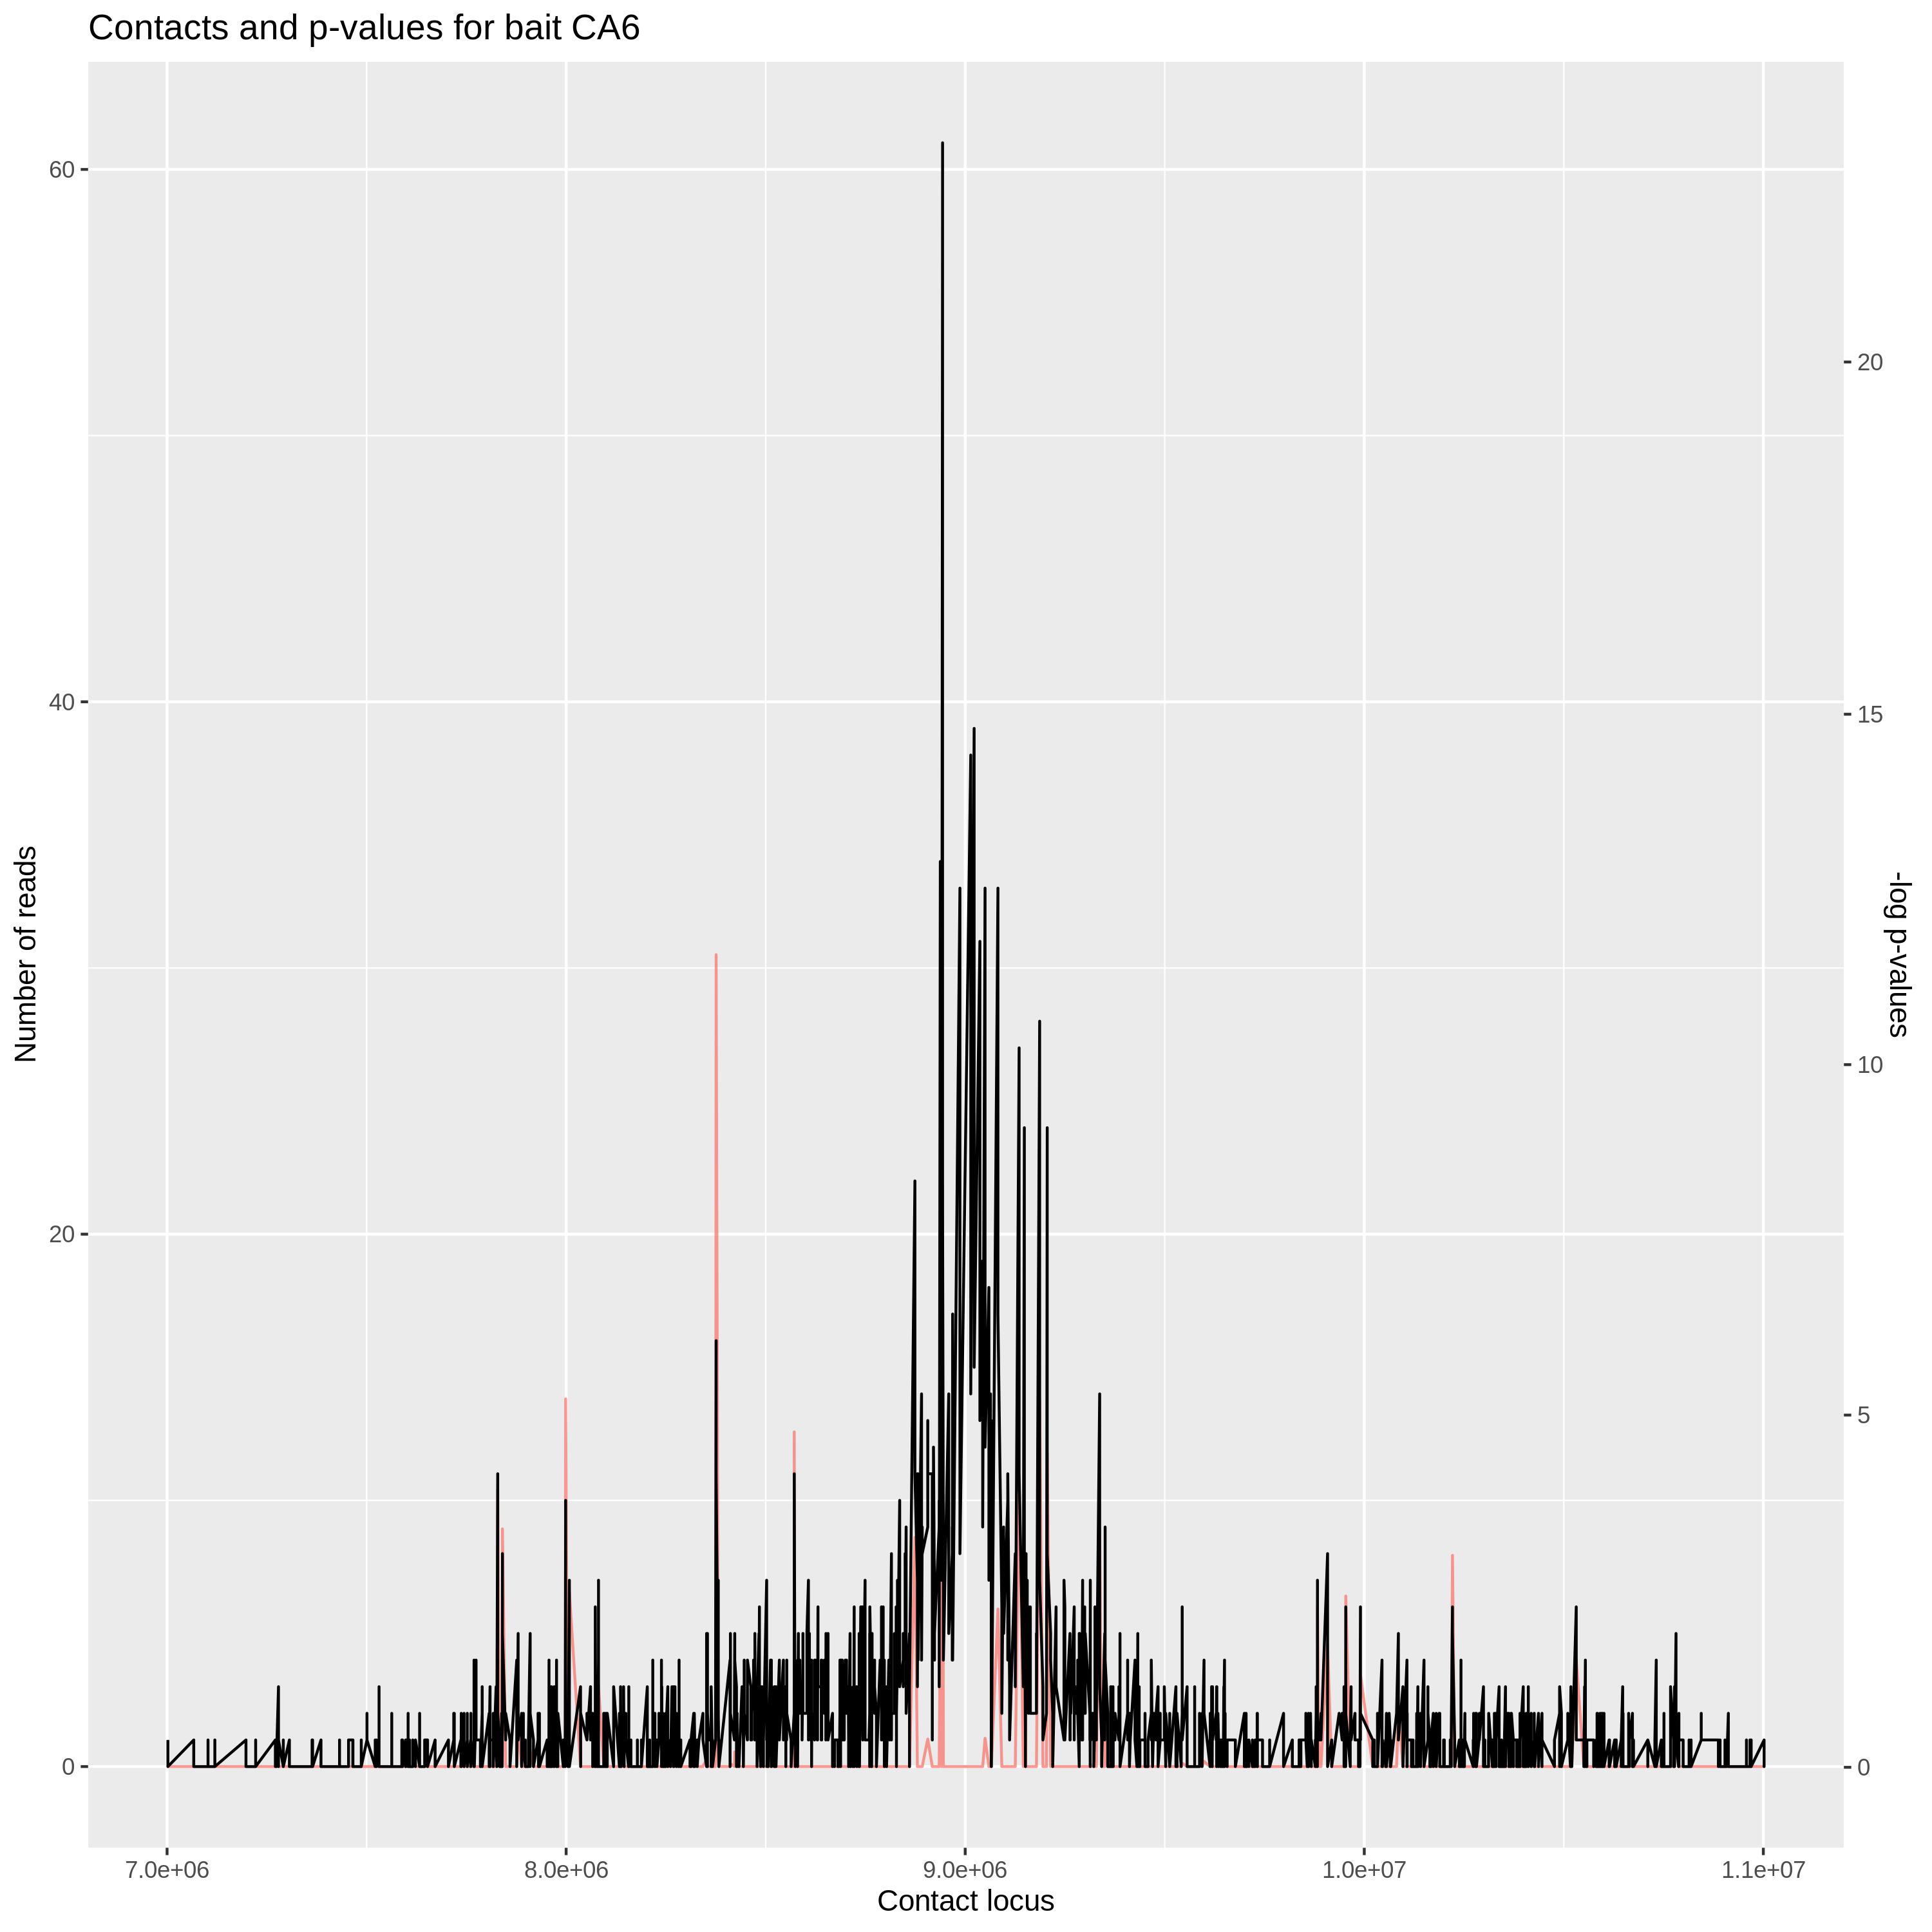 Contacts and p-values for bait CA6
60
40
20
0
Number of reads
20
15
10
5
0
-log p-values
7.0e+06
8.0e+06
9.0e+06
1.0e+07
1.1e+07
Contact locus